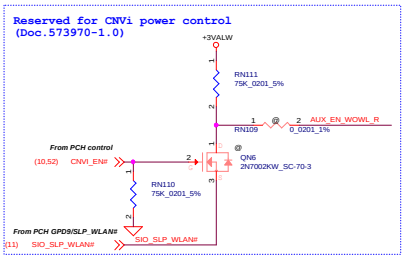 Reserved for CNVi power control
(Doc.573970-1.0)
+3VALW
1
RN111
75K_0201_5%
2
1 @ 2 AUX_EN_WOWL_R
RN109 0_0201_1%
From PCH control
(10,52) CNVI_EN#
2
1
@
QN6
2N7002KW_SC-70-3
3
1
RN110
75K_0201_5%
2
From PCH GPD9/SLP_WLAN#
(11) SIO_SLP_WLAN#
SIO_SLP_WLAN#